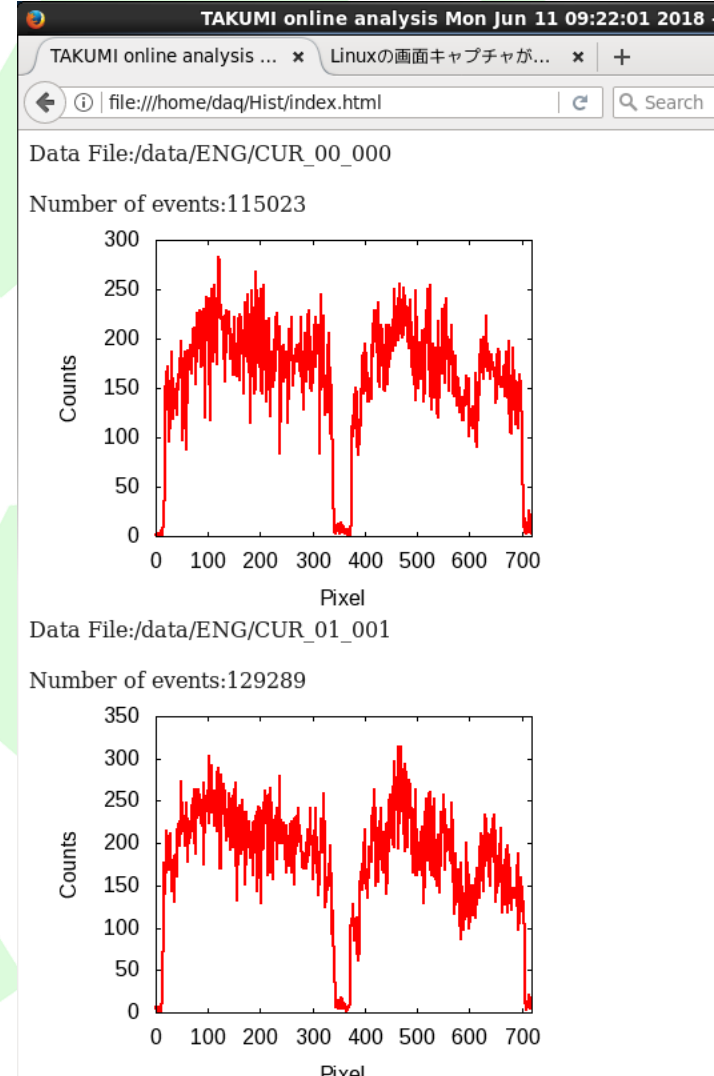 TAKUMI online analysis Mon Jun 11 09:22:01 2018 -
TAKUMI online analysis ... × Linuxの画面キャプチャが... × +
file:///home/daq/Hist/index.html Search
Data File:/data/ENG/CUR_00_000
Number of events:115023
300
250
200
150
100
50
0
Counts
0 100 200 300 400 500 600 700
Pixel
Data File:/data/ENG/CUR_01_001
Number of events:129289
350
300
250
200
150
100
50
0
Counts
0 100 200 300 400 500 600 700
Pixel